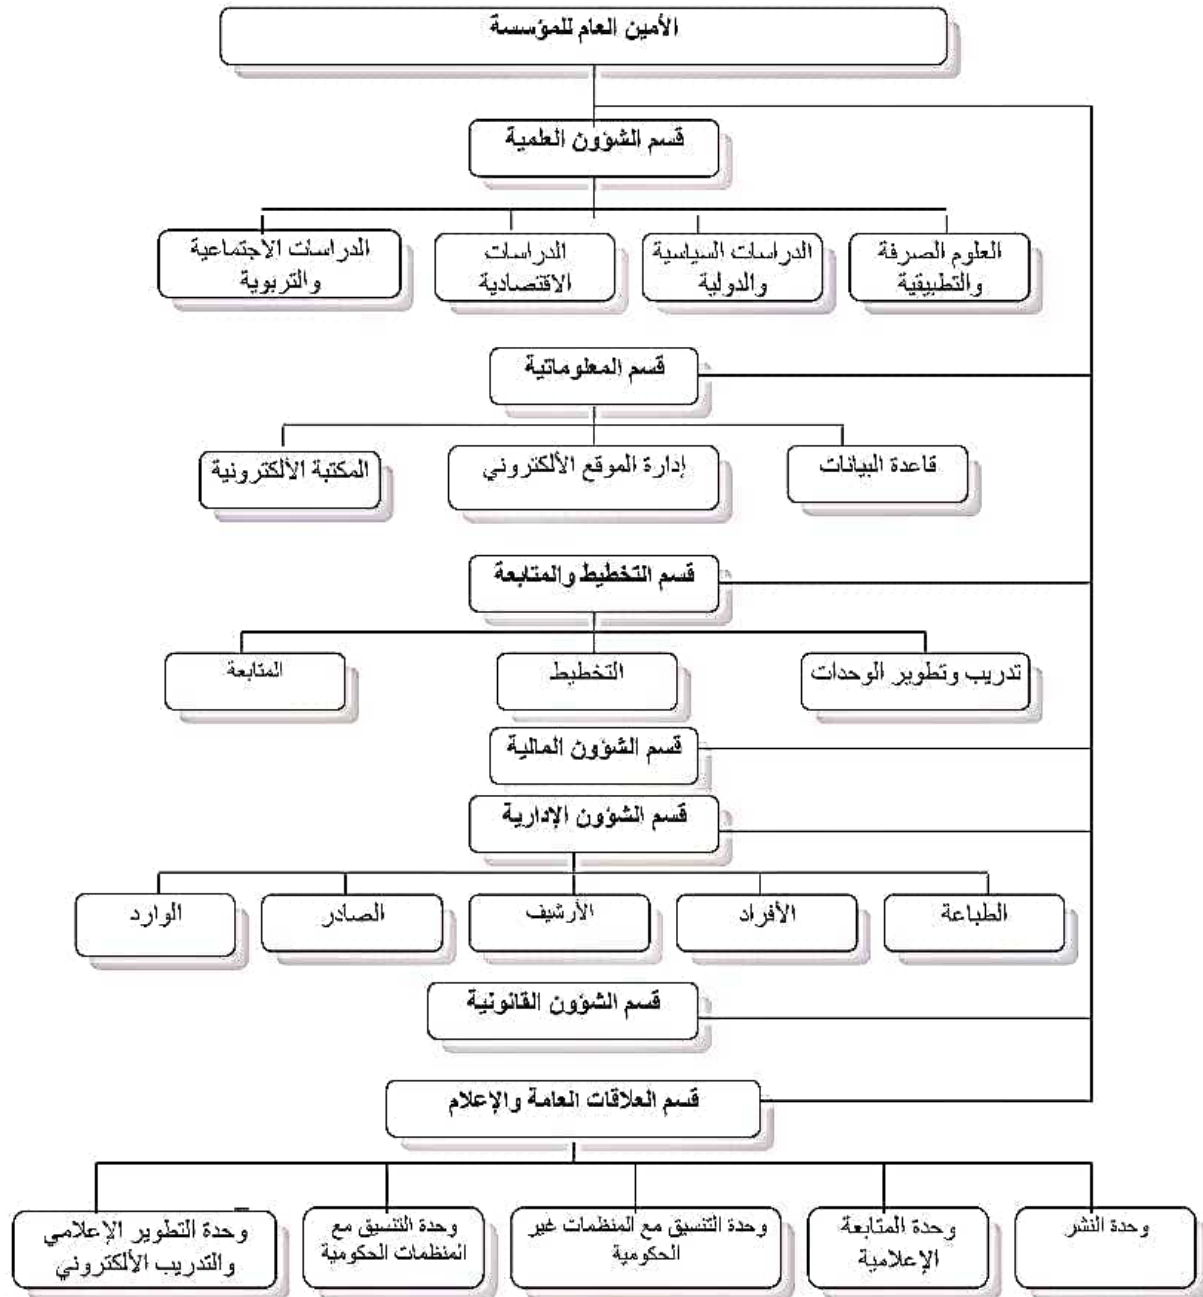 الأمين العام للمؤسسة
قسم الشؤون العلمية
العلوم الصرفة
والتطبيقية
الدراسات السياسية
والدولية
الدراسات
الاقتصادية
الدراسات الاجتماعية
والتربوية
قسم المعلوماتية
قاعدة البيانات
إدارة الموقع الألكتروني
المكتبة الألكترونية
قسم التخطيط والمتابعة
تدريب وتطوير الوحدات
التخطيط
المتابعة
قسم الشؤون المالية
قسم الشؤون الإدارية
الطباعة
الأفراد
الأرشيف
الصادر
الوارد
قسم الشؤون القانونية
قسم العلاقات العامة والإعلام
وحدة النشر
وحدة المتابعة
الإعلامية
وحدة التنسيق مع المنظمات غير
الحكومية
وحدة التنسيق مع
المنظمات الحكومية
وحدة التطوير الإعلامي
والتدريب الألكتروني